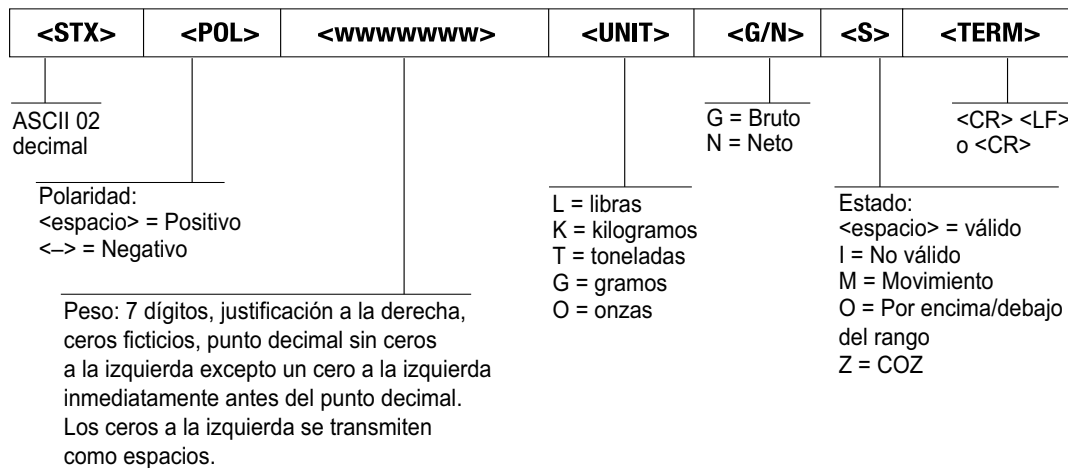 <STX> <POL> <wwwwwww> <UNIT> <G/N> <S> <TERM>
ASCII 02
decimal
G = Bruto
N = Neto
<CR> <LF>
o <CR>
Polaridad:
<espacio> = Positivo
<–> = Negativo
L = libras
K = kilogramos
T = toneladas
G = gramos
O = onzas
Estado:
<espacio> = válido
I = No válido
M = Movimiento
O = Por encima/debajo
del rango
Z = COZ
Peso: 7 dígitos, justificación a la derecha,
ceros ficticios, punto decimal sin ceros
a la izquierda excepto un cero a la izquierda
inmediatamente antes del punto decimal.
Los ceros a la izquierda se transmiten
como espacios.